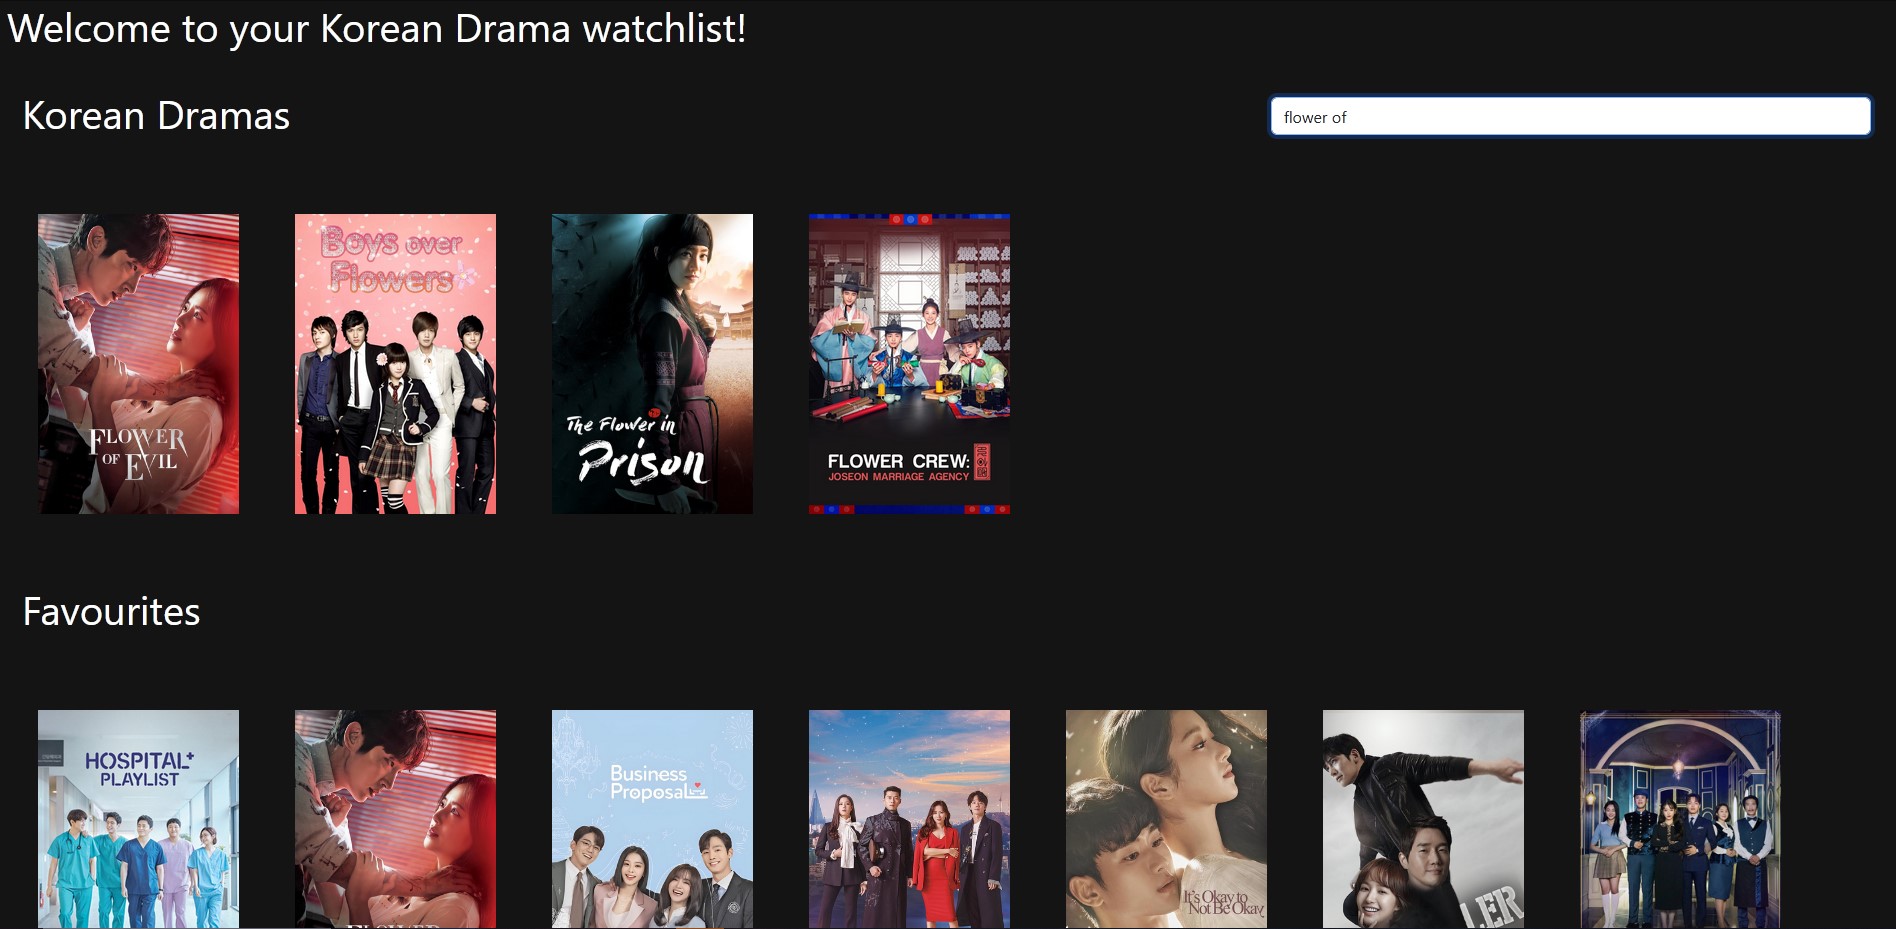 Welcome to your Korean Drama watchlist!
Korean Dramas
flower of
FLOWER
OF EVIL
Boys over
Flowers
The Flower in
Prison
FLOWER CREW:
JOSEON MARRIAGE AGENCY
Favourites
HOSPITAL+
PLAYLIST
Business
Proposal
It's Okay to
Not Be Okay
LER